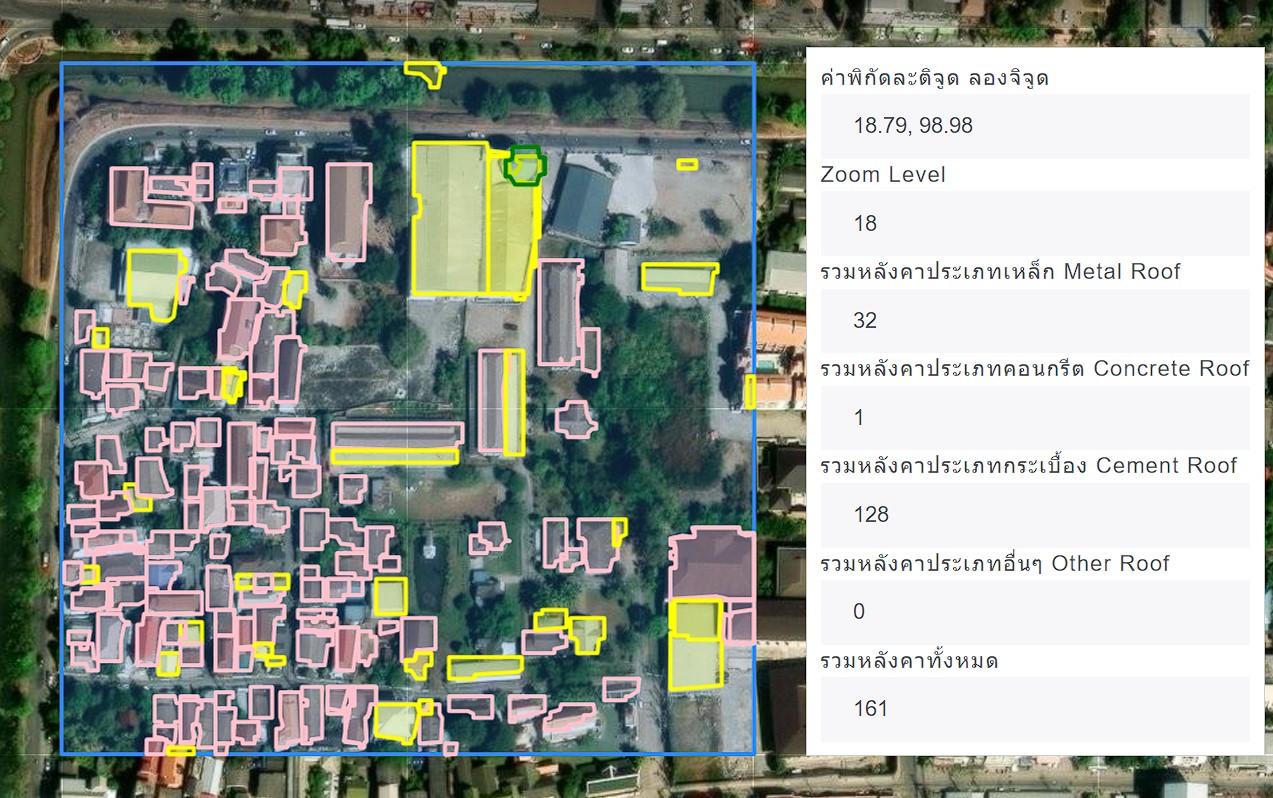 ค่าพิกัดละติจูด ลองจิจูด
18.79, 98.98
Zoom Level
18
รวมหลังคาประเภทเหล็ก Metal Roof
32
รวมหลังคาประเภทคอนกรีต Concrete Roof
1
รวมหลังคาประเภทกระเบื้อง Cement Roof
128
รวมหลังคาประเภทอื่นๆ Other Roof
0
รวมหลังคาทั้งหมด
161